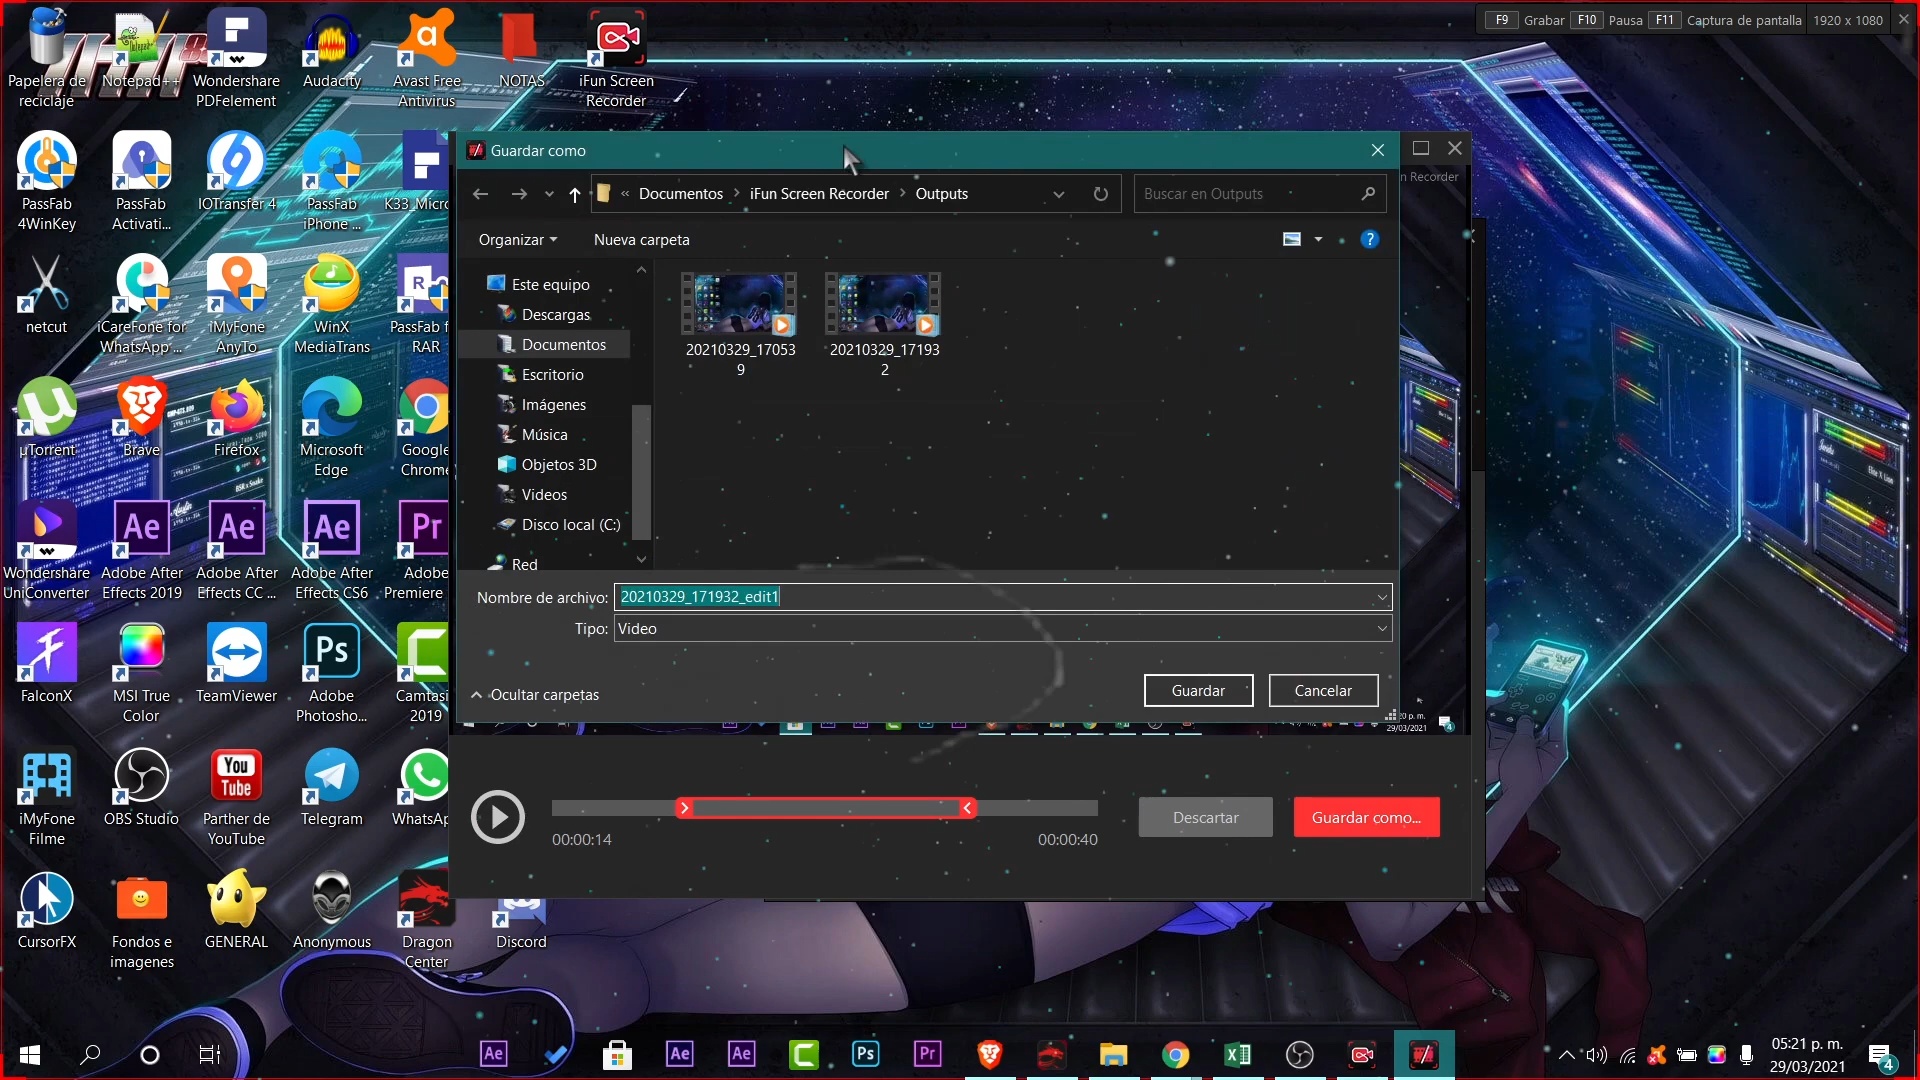 F9 Grabar F10 Pausa F11 Captura de pantalla 1920 x 1080
Papelera de reciclaje
Notepad++
Wondershare PDFelement
Audacity
Avast Free Antivirus
NOTAS
iFun Screen Recorder
PassFab 4WinKey
PassFab Activati...
IOTransfer 4
PassFab iPhone ...
K33_Micro
netcut
iCareFone for WhatsApp ...
iMyFone AnyTo
WinX MediaTrans
PassFab f
RAR
µTorrent
Brave
Firefox
Microsoft Edge
Google
Chrome
Wondershare UniConverter
Adobe After Effects 2019
Adobe After Effects CC ...
Adobe After Effects CS6
Adobe
Premiere
FalconX
MSI True Color
TeamViewer
Adobe Photosho...
Camtasi
2019
iMyFone Filme
OBS Studio
Parther de YouTube
Telegram
WhatsAp
CursorFX
Fondos e imagenes
GENERAL
Anonymous
Dragon Center
Discord
Guardar como
n Recorder
« Documentos > iFun Screen Recorder > Outputs
Buscar en Outputs
Organizar
Nueva carpeta
Este equipo
Descargas
Documentos
Escritorio
Imágenes
Música
Objetos 3D
Videos
Disco local (C:)
Red
20210329_17053
9
20210329_17193
2
Nombre de archivo: 20210329_171932_edit1
Tipo: Video
Ocultar carpetas
Guardar
Cancelar
29/03/2021
00:00:14
00:00:40
Descartar
Guardar como...
05:21 p. m.
29/03/2021
4